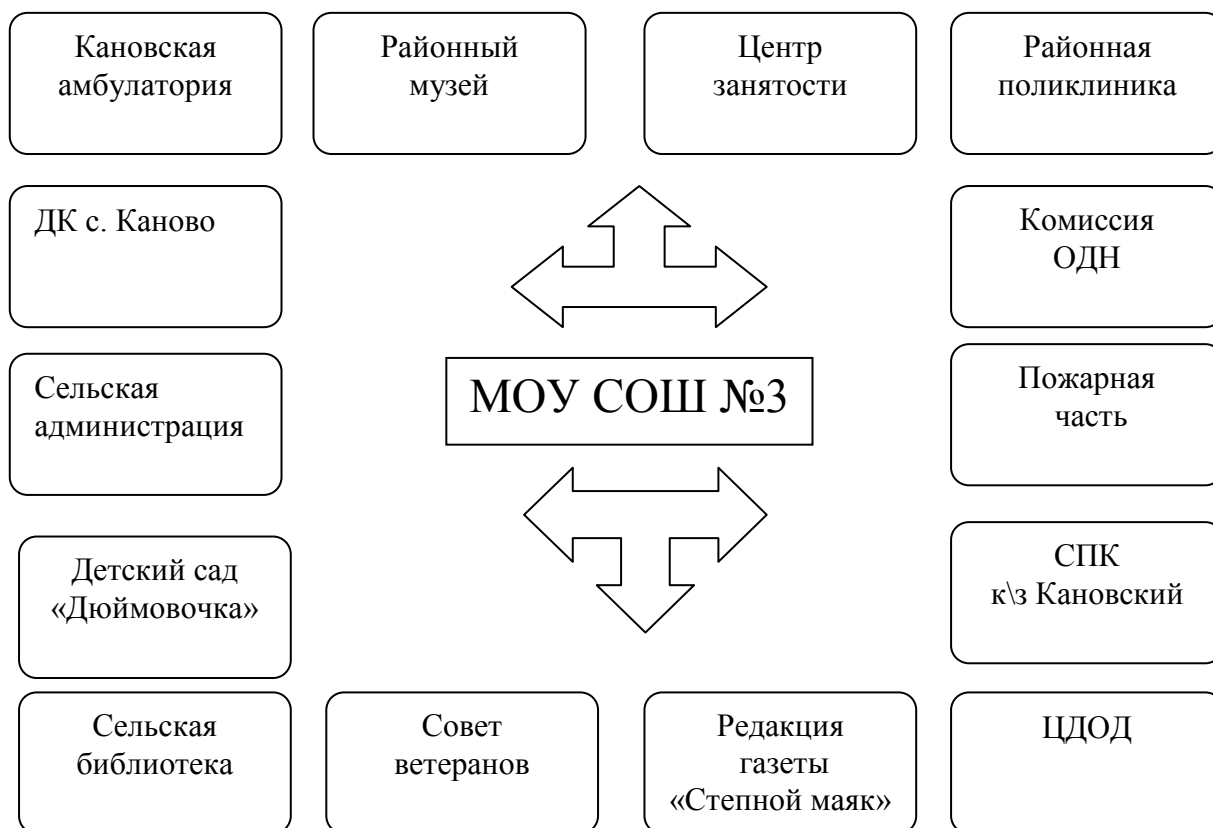 Кановская
амбулатория
Районный
музей
Центр
занятости
Районная
поликлиника
ДК с. Каново
Комиссия
ОДН
Сельская
администрация
МОУ СОШ №3
Пожарная
часть
Детский сад
«Дюймовочка»
СПК
к\з Кановский
Сельская
библиотека
Совет
ветеранов
Редакция
газеты
«Степной маяк»
ЦДОД